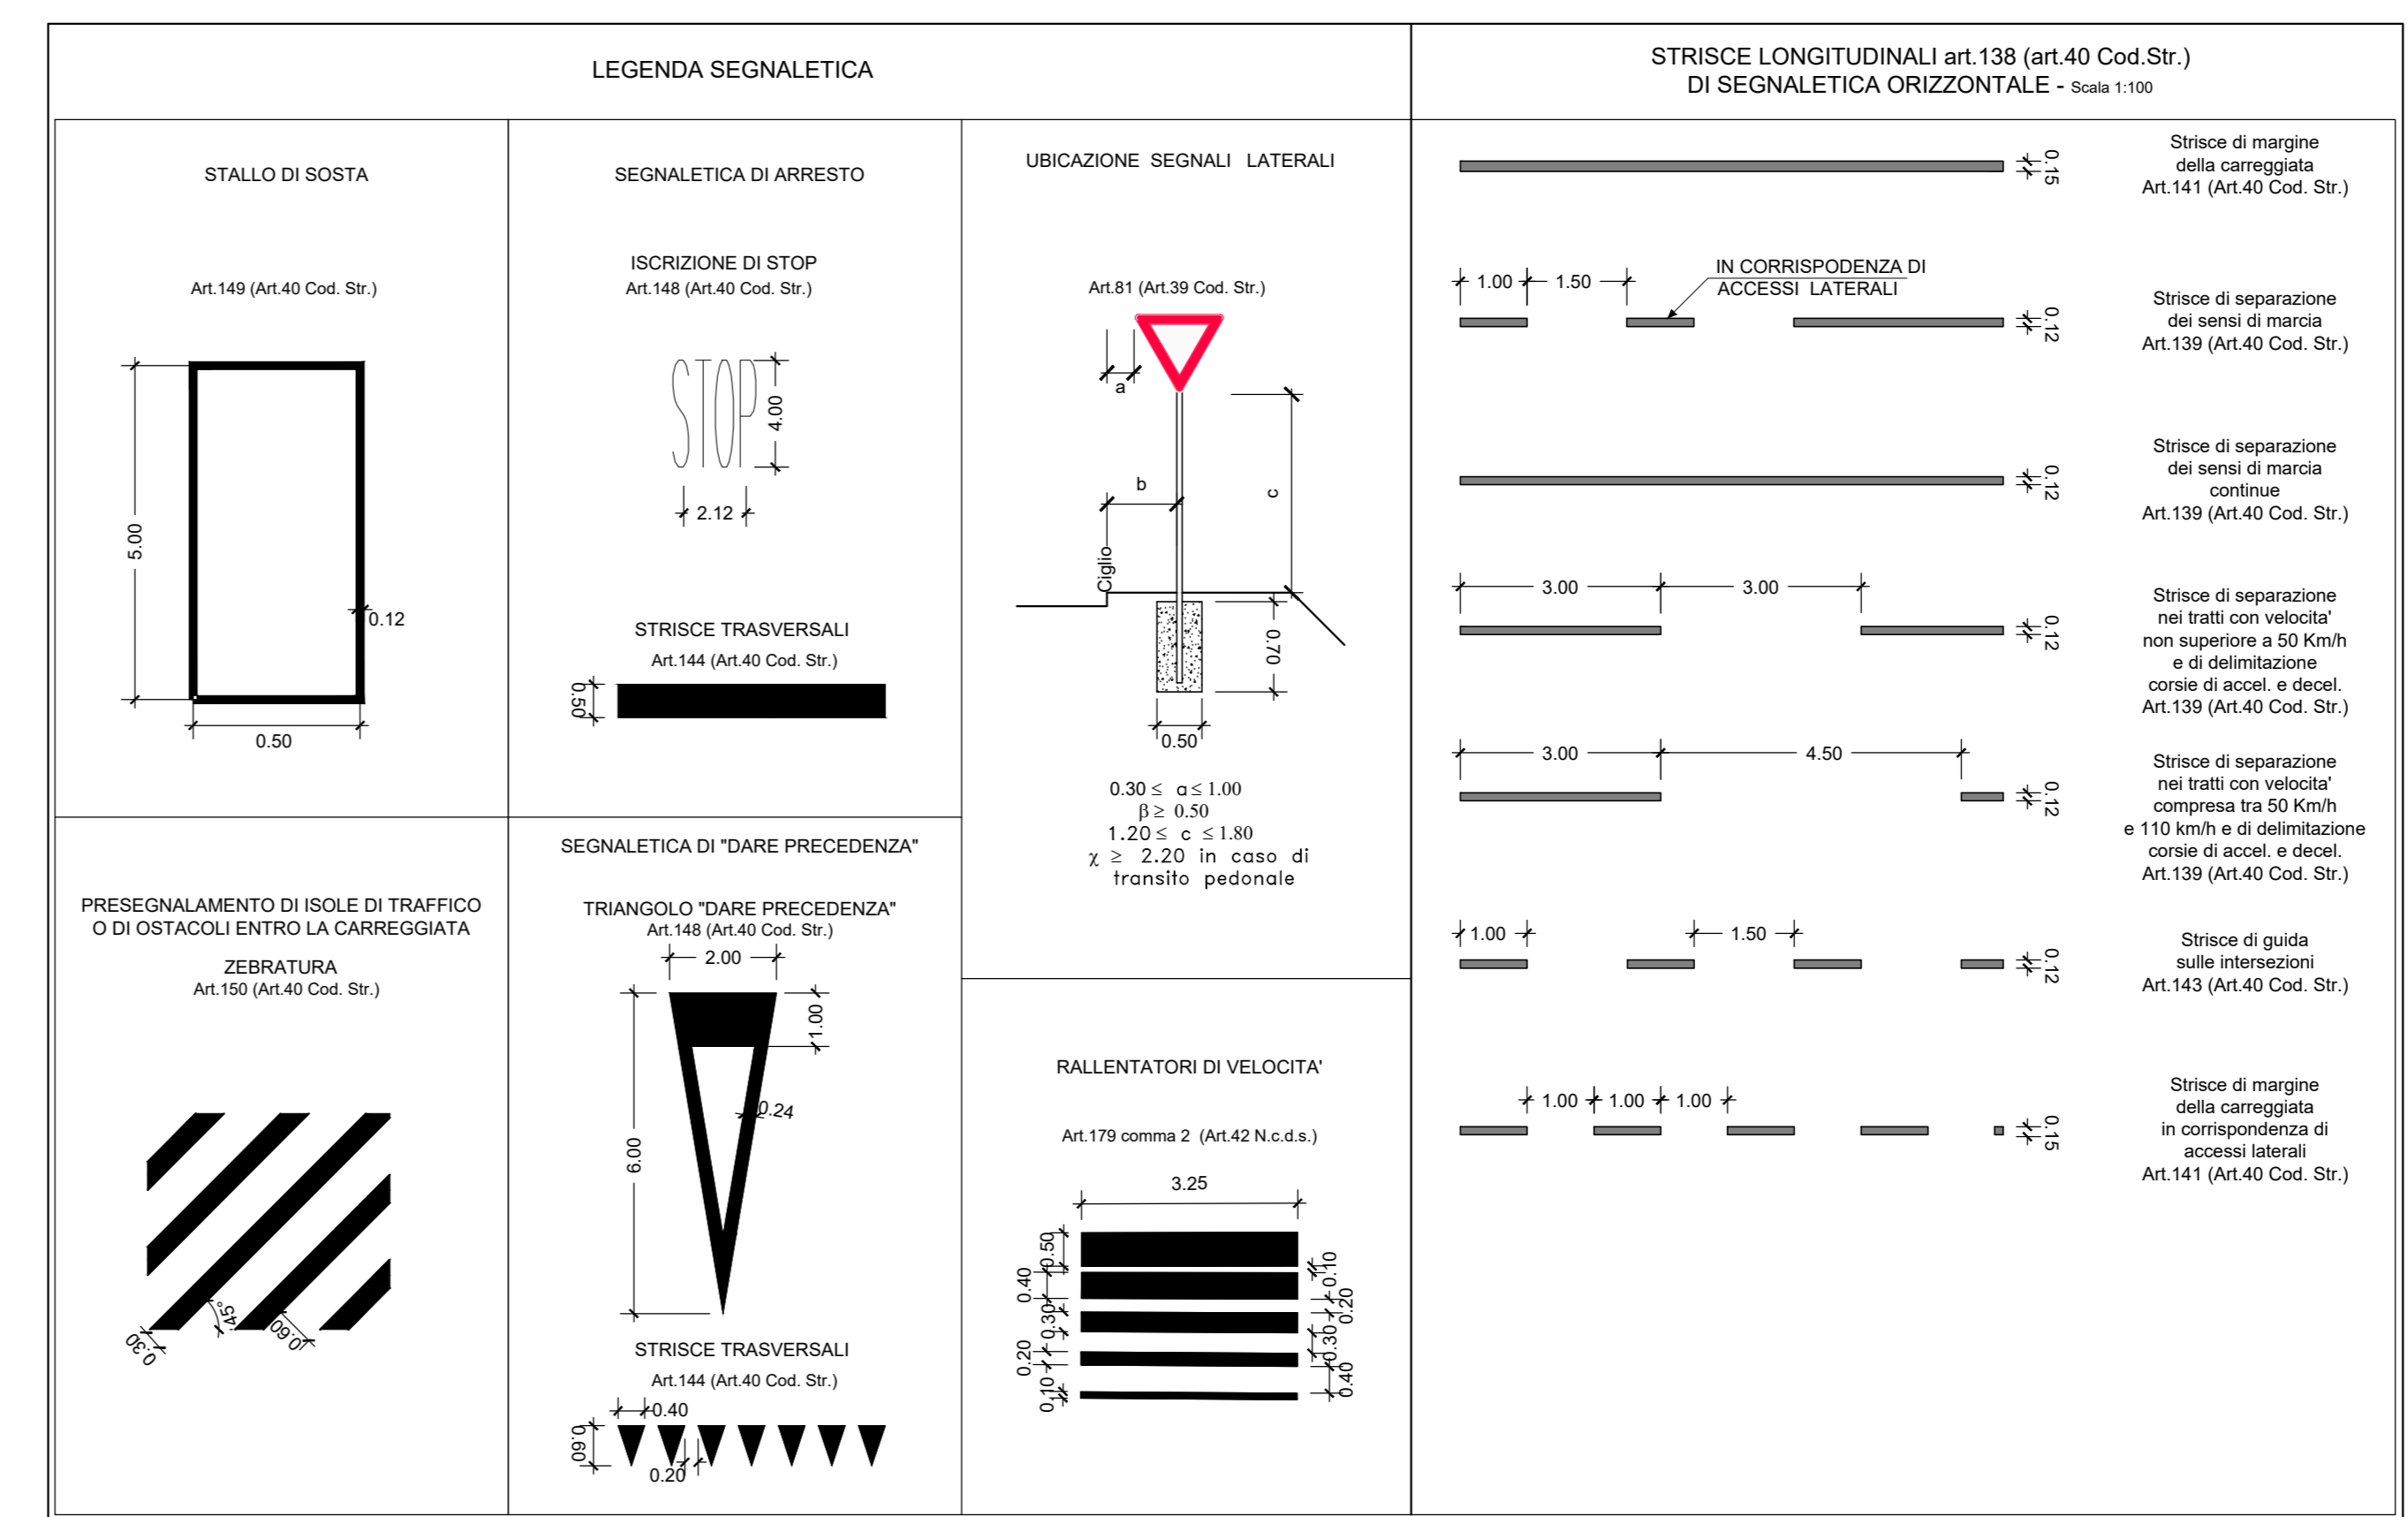 LEGENDA SEGNALETICA
STALLO DI SOSTA
Art.149 (Art.40 Cod. Str.)
5.00
0.12
0.50
SEGNALETICA DI ARRESTO
ISCRIZIONE DI STOP
Art.148 (Art.40 Cod. Str.)
STOP
4.00
2.12
STRISCE TRASVERSALI
Art.144 (Art.40 Cod. Str.)
0.50
UBICAZIONE SEGNALI LATERALI
Art.81 (Art.39 Cod. Str.)
a
b
c
Ciglio
0.70
0.50
0.30 ≤ a ≤ 1.00
β ≥ 0.50
1.20 ≤ c ≤ 1.80
χ ≥ 2.20 in caso di
transito pedonale
PRESEGNALAMENTO DI ISOLE DI TRAFFICO
O DI OSTACOLI ENTRO LA CARREGGIATA
ZEBRATURA
Art.150 (Art.40 Cod. Str.)
0.30
45°
0.60
SEGNALETICA DI "DARE PRECEDENZA"
TRIANGOLO "DARE PRECEDENZA"
Art.148 (Art.40 Cod. Str.)
2.00
1.00
0.24
6.00
STRISCE TRASVERSALI
Art.144 (Art.40 Cod. Str.)
0.40
0.60
0.20
RALLENTATORI DI VELOCITA'
Art.179 comma 2 (Art.42 N.c.d.s.)
3.25
0.50
0.10
0.40
0.20
0.30
0.30
0.20
0.40
0.10
STRISCE LONGITUDINALI art.138 (art.40 Cod.Str.)
DI SEGNALETICA ORIZZONTALE - Scala 1:100
0.15
Strisce di margine
della carreggiata
Art.141 (Art.40 Cod. Str.)
1.00 1.50
IN CORRISPODENZA DI
ACCESSI LATERALI
0.12
Strisce di separazione
dei sensi di marcia
Art.139 (Art.40 Cod. Str.)
0.12
Strisce di separazione
dei sensi di marcia
continue
Art.139 (Art.40 Cod. Str.)
3.00 3.00
0.12
Strisce di separazione
nei tratti con velocita'
non superiore a 50 Km/h
e di delimitazione
corsie di accel. e decel.
Art.139 (Art.40 Cod. Str.)
3.00 4.50
0.12
Strisce di separazione
nei tratti con velocita'
compresa tra 50 Km/h
e 110 km/h e di delimitazione
corsie di accel. e decel.
Art.139 (Art.40 Cod. Str.)
1.00 1.50
0.12
Strisce di guida
sulle intersezioni
Art.143 (Art.40 Cod. Str.)
1.00 1.00 1.00
0.15
Strisce di margine
della carreggiata
in corrispondenza di
accessi laterali
Art.141 (Art.40 Cod. Str.)